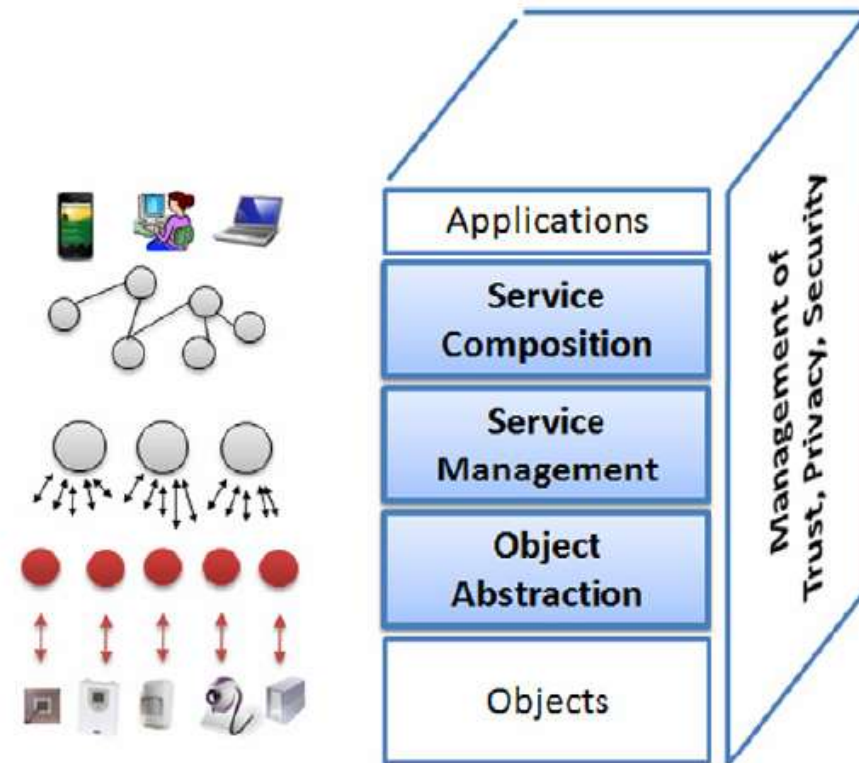 Applications
Service
Composition
Service
Management
Object
Abstraction
Objects
Management of
Trust, Privacy, Security